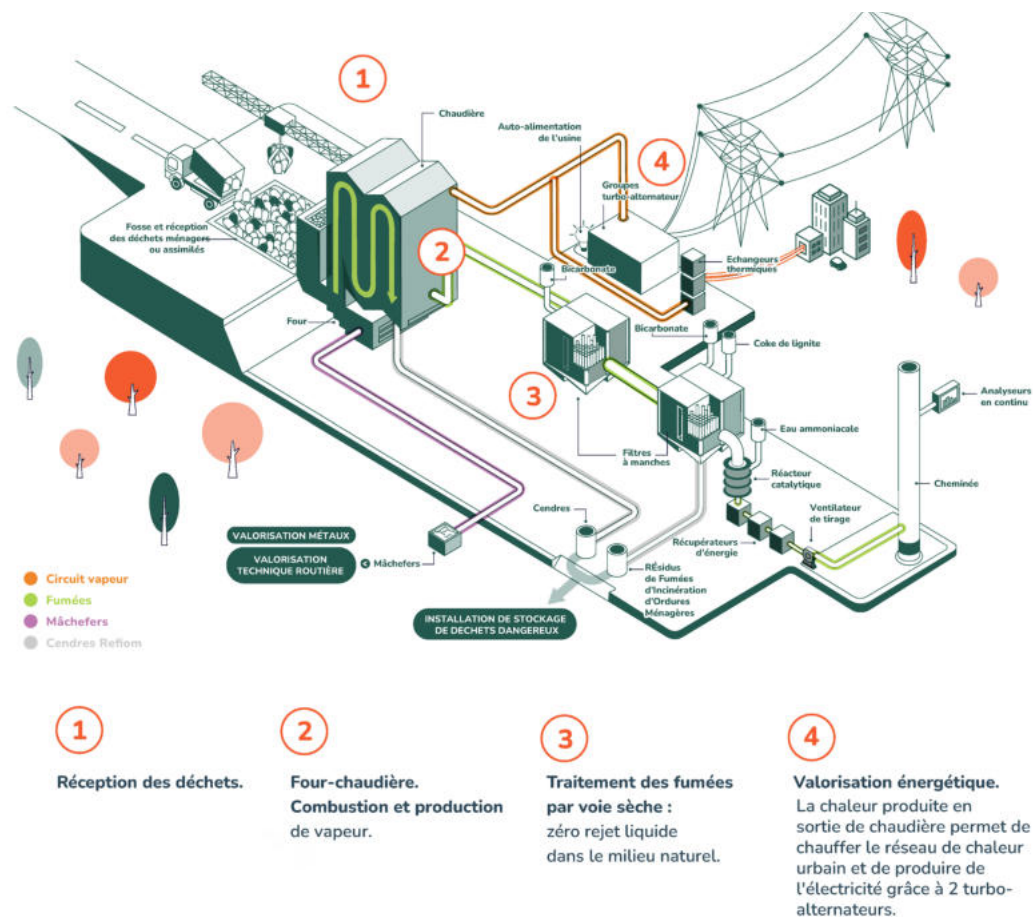 1
Chaudière
Auto-alimentation
de l'usine
4
Groupes
turbo-alternateur
Fosse et réception
des déchets ménagers
ou assimilés
2
Bicarbonate
Echangeurs
thermiques
Four
Bicarbonate
Coke de lignite
3
Analyseurs
en continu
Filtres
à manches
Eau ammoniacale
Réacteur
catalytique
Cheminée
Cendres
Ventilateur
de tirage
VALORISATION MÉTAUX
VALORISATION
TECHNIQUE ROUTIÈRE
Mâchefers
Récupérateurs
d'énergie
RÉsidus
de Fumées
d'Incinération
d'Ordures
Ménagères
INSTALLATION DE STOCKAGE
DE DECHETS DANGEREUX
Circuit vapeur
Fumées
Mâchefers
Cendres Refiom
1
Réception des déchets.
2
Four-chaudière.
Combustion et production
de vapeur.
3
Traitement des fumées
par voie sèche :
zéro rejet liquide
dans le milieu naturel.
4
Valorisation énergétique.
La chaleur produite en
sortie de chaudière permet de
chauffer le réseau de chaleur
urbain et de produire de
l'électricité grâce à 2 turbo-
alternateurs.